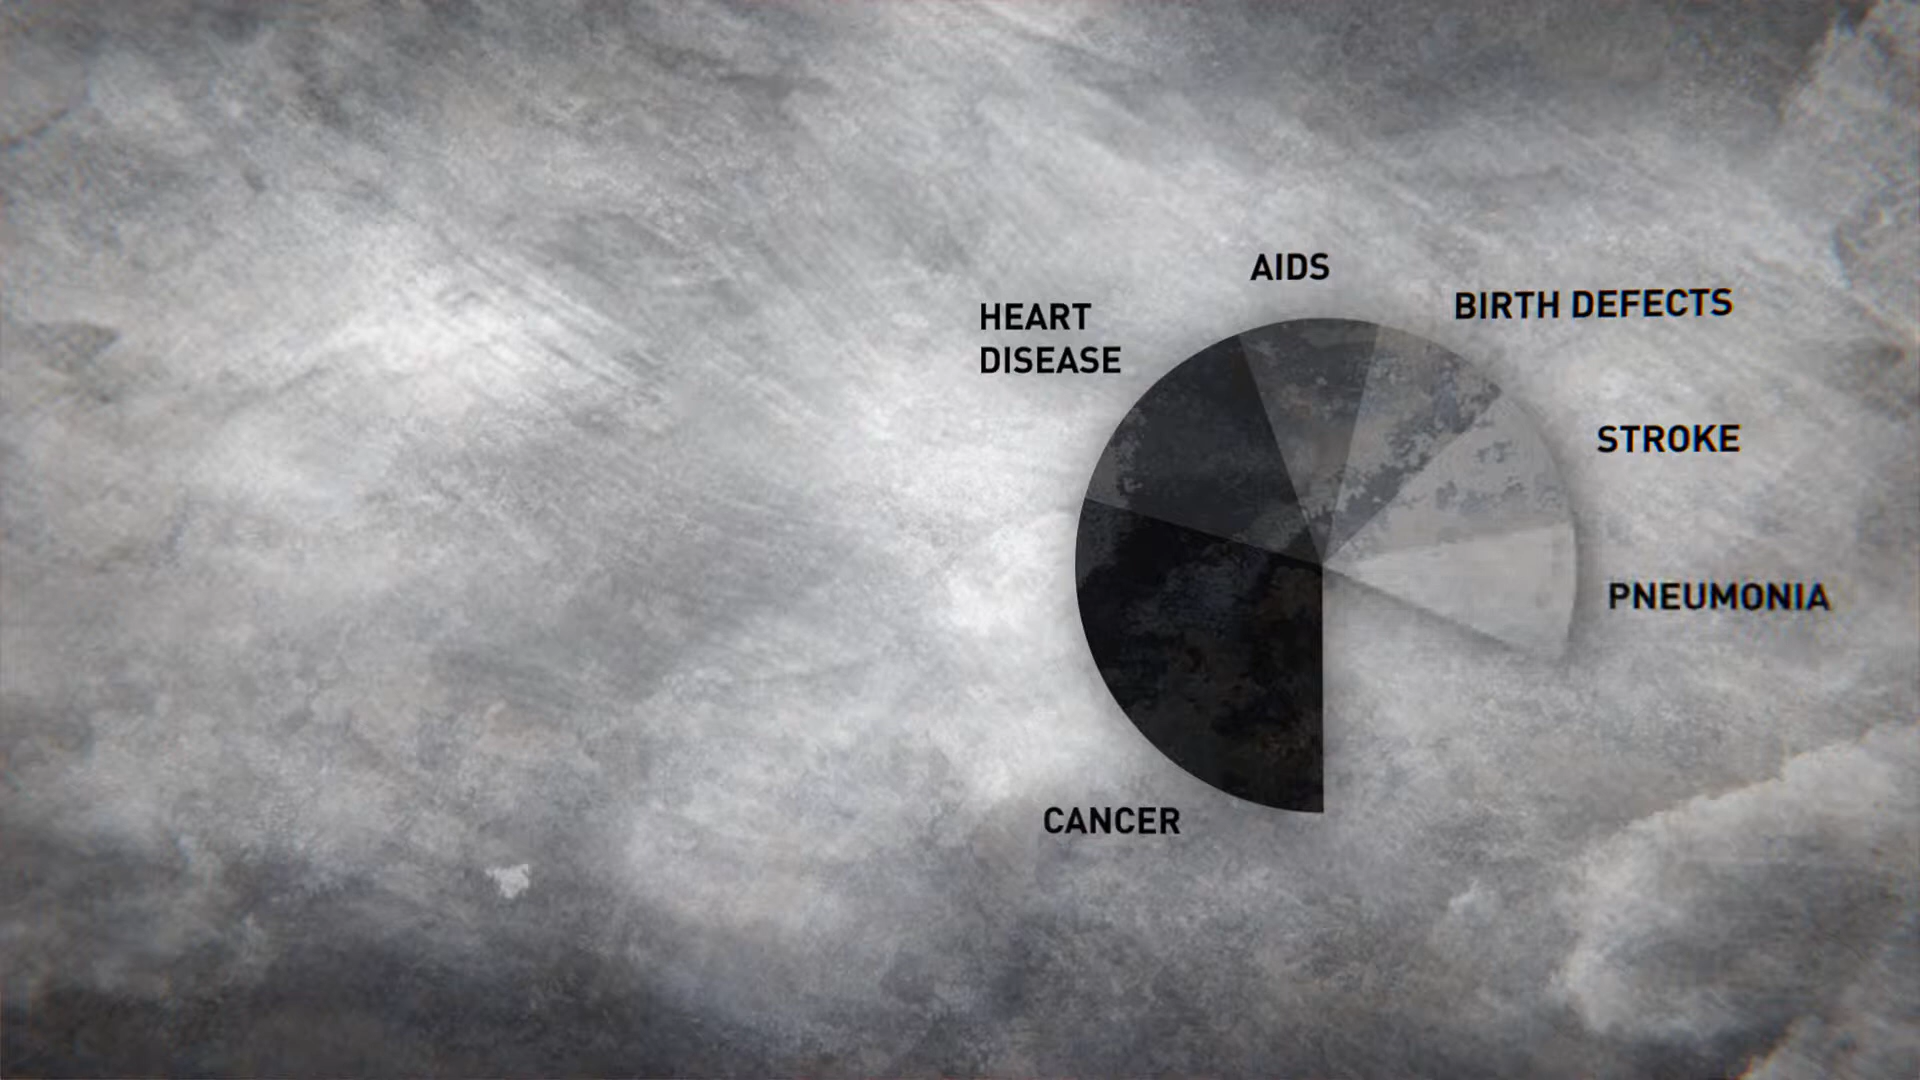 AIDS
BIRTH DEFECTS
HEART
DISEASE
STROKE
PNEUMONIA
CANCER